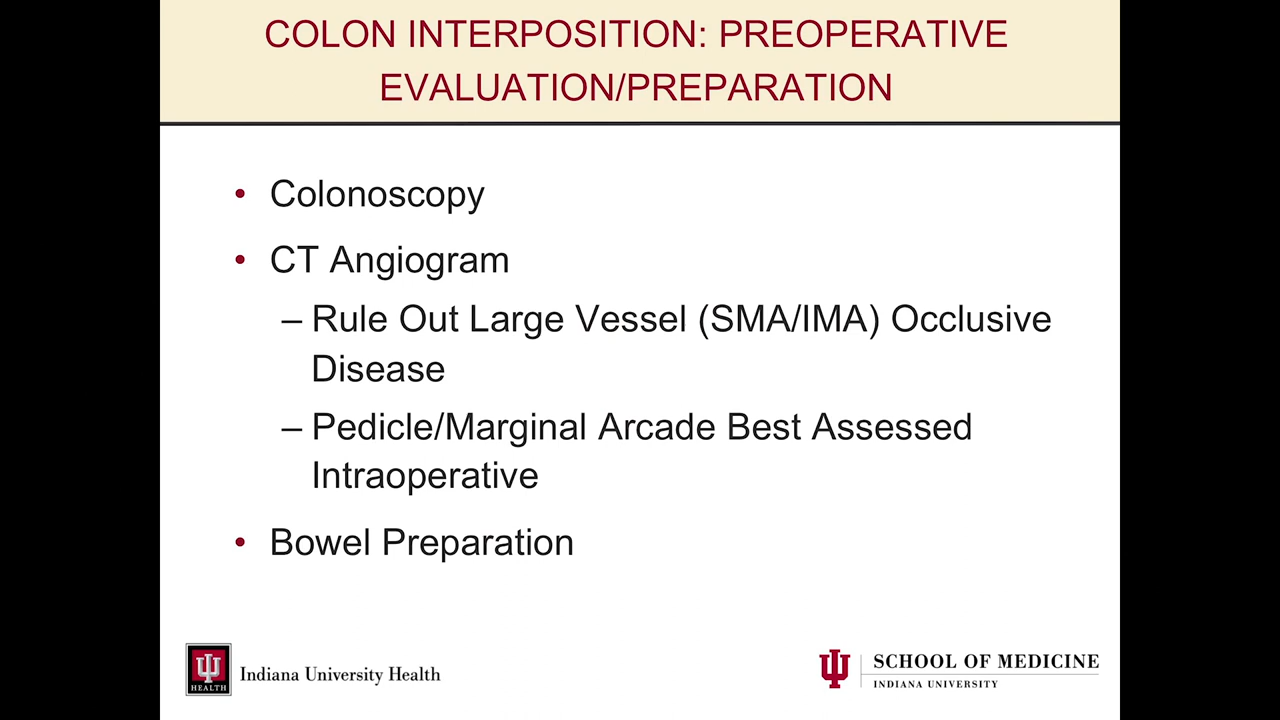 COLON INTERPOSITION: PREOPERATIVE
EVALUATION/PREPARATION
• Colonoscopy
• CT Angiogram
– Rule Out Large Vessel (SMA/IMA) Occlusive
Disease
– Pedicle/Marginal Arcade Best Assessed
Intraoperative
• Bowel Preparation
HEALTH
Indiana University Health
SCHOOL OF MEDICINE
INDIANA UNIVERSITY